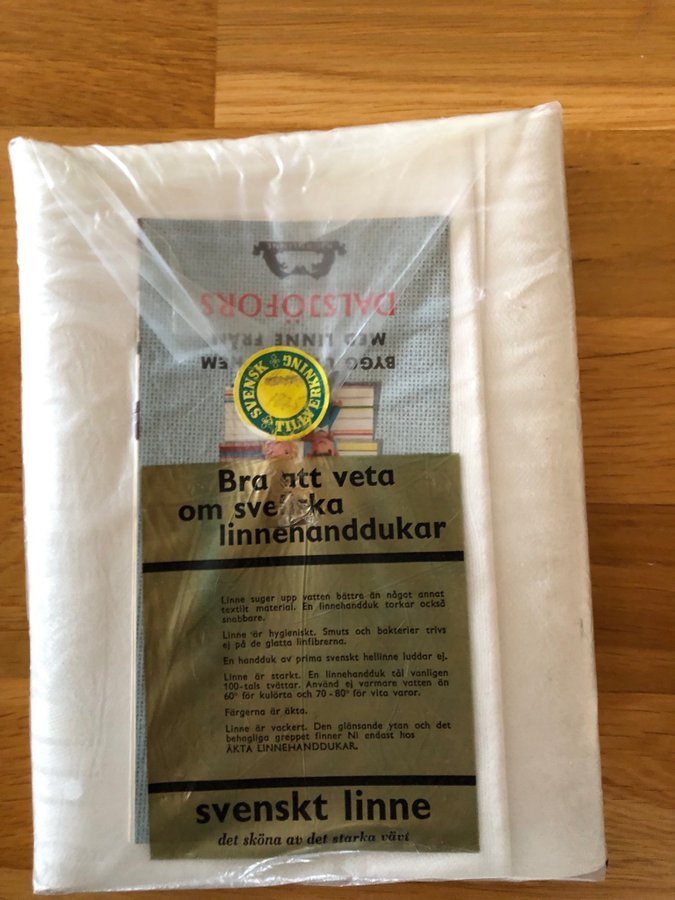 DALSJÖFORS
MED LINNE FRÅN
BYGG
HEM
SVENSK TILLVERKNING
Bra att veta
om svenska
linnehanddukar
Linne suger upp vatten bättre än något annat
textilt material. En linnehandduk torkar också
snabbare.
Linne är hygieniskt. Smuts och bakterier trivs
ej på de glatta linfibrerna.
En handduk av prima svenskt hellinne luddar ej.
Linne är starkt. En linnehandduk tål vanligen
100-tals tvättar. Använd ej varmare vatten än
60° för kulörta och 70 - 80° för vita varor.
Färgerna är äkta.
Linne är vackert. Den glänsande ytan och det
behagliga greppet finner Ni endast hos
ÄKTA LINNEHANDDUKAR.
svenskt linne
det sköna av det starka vävt